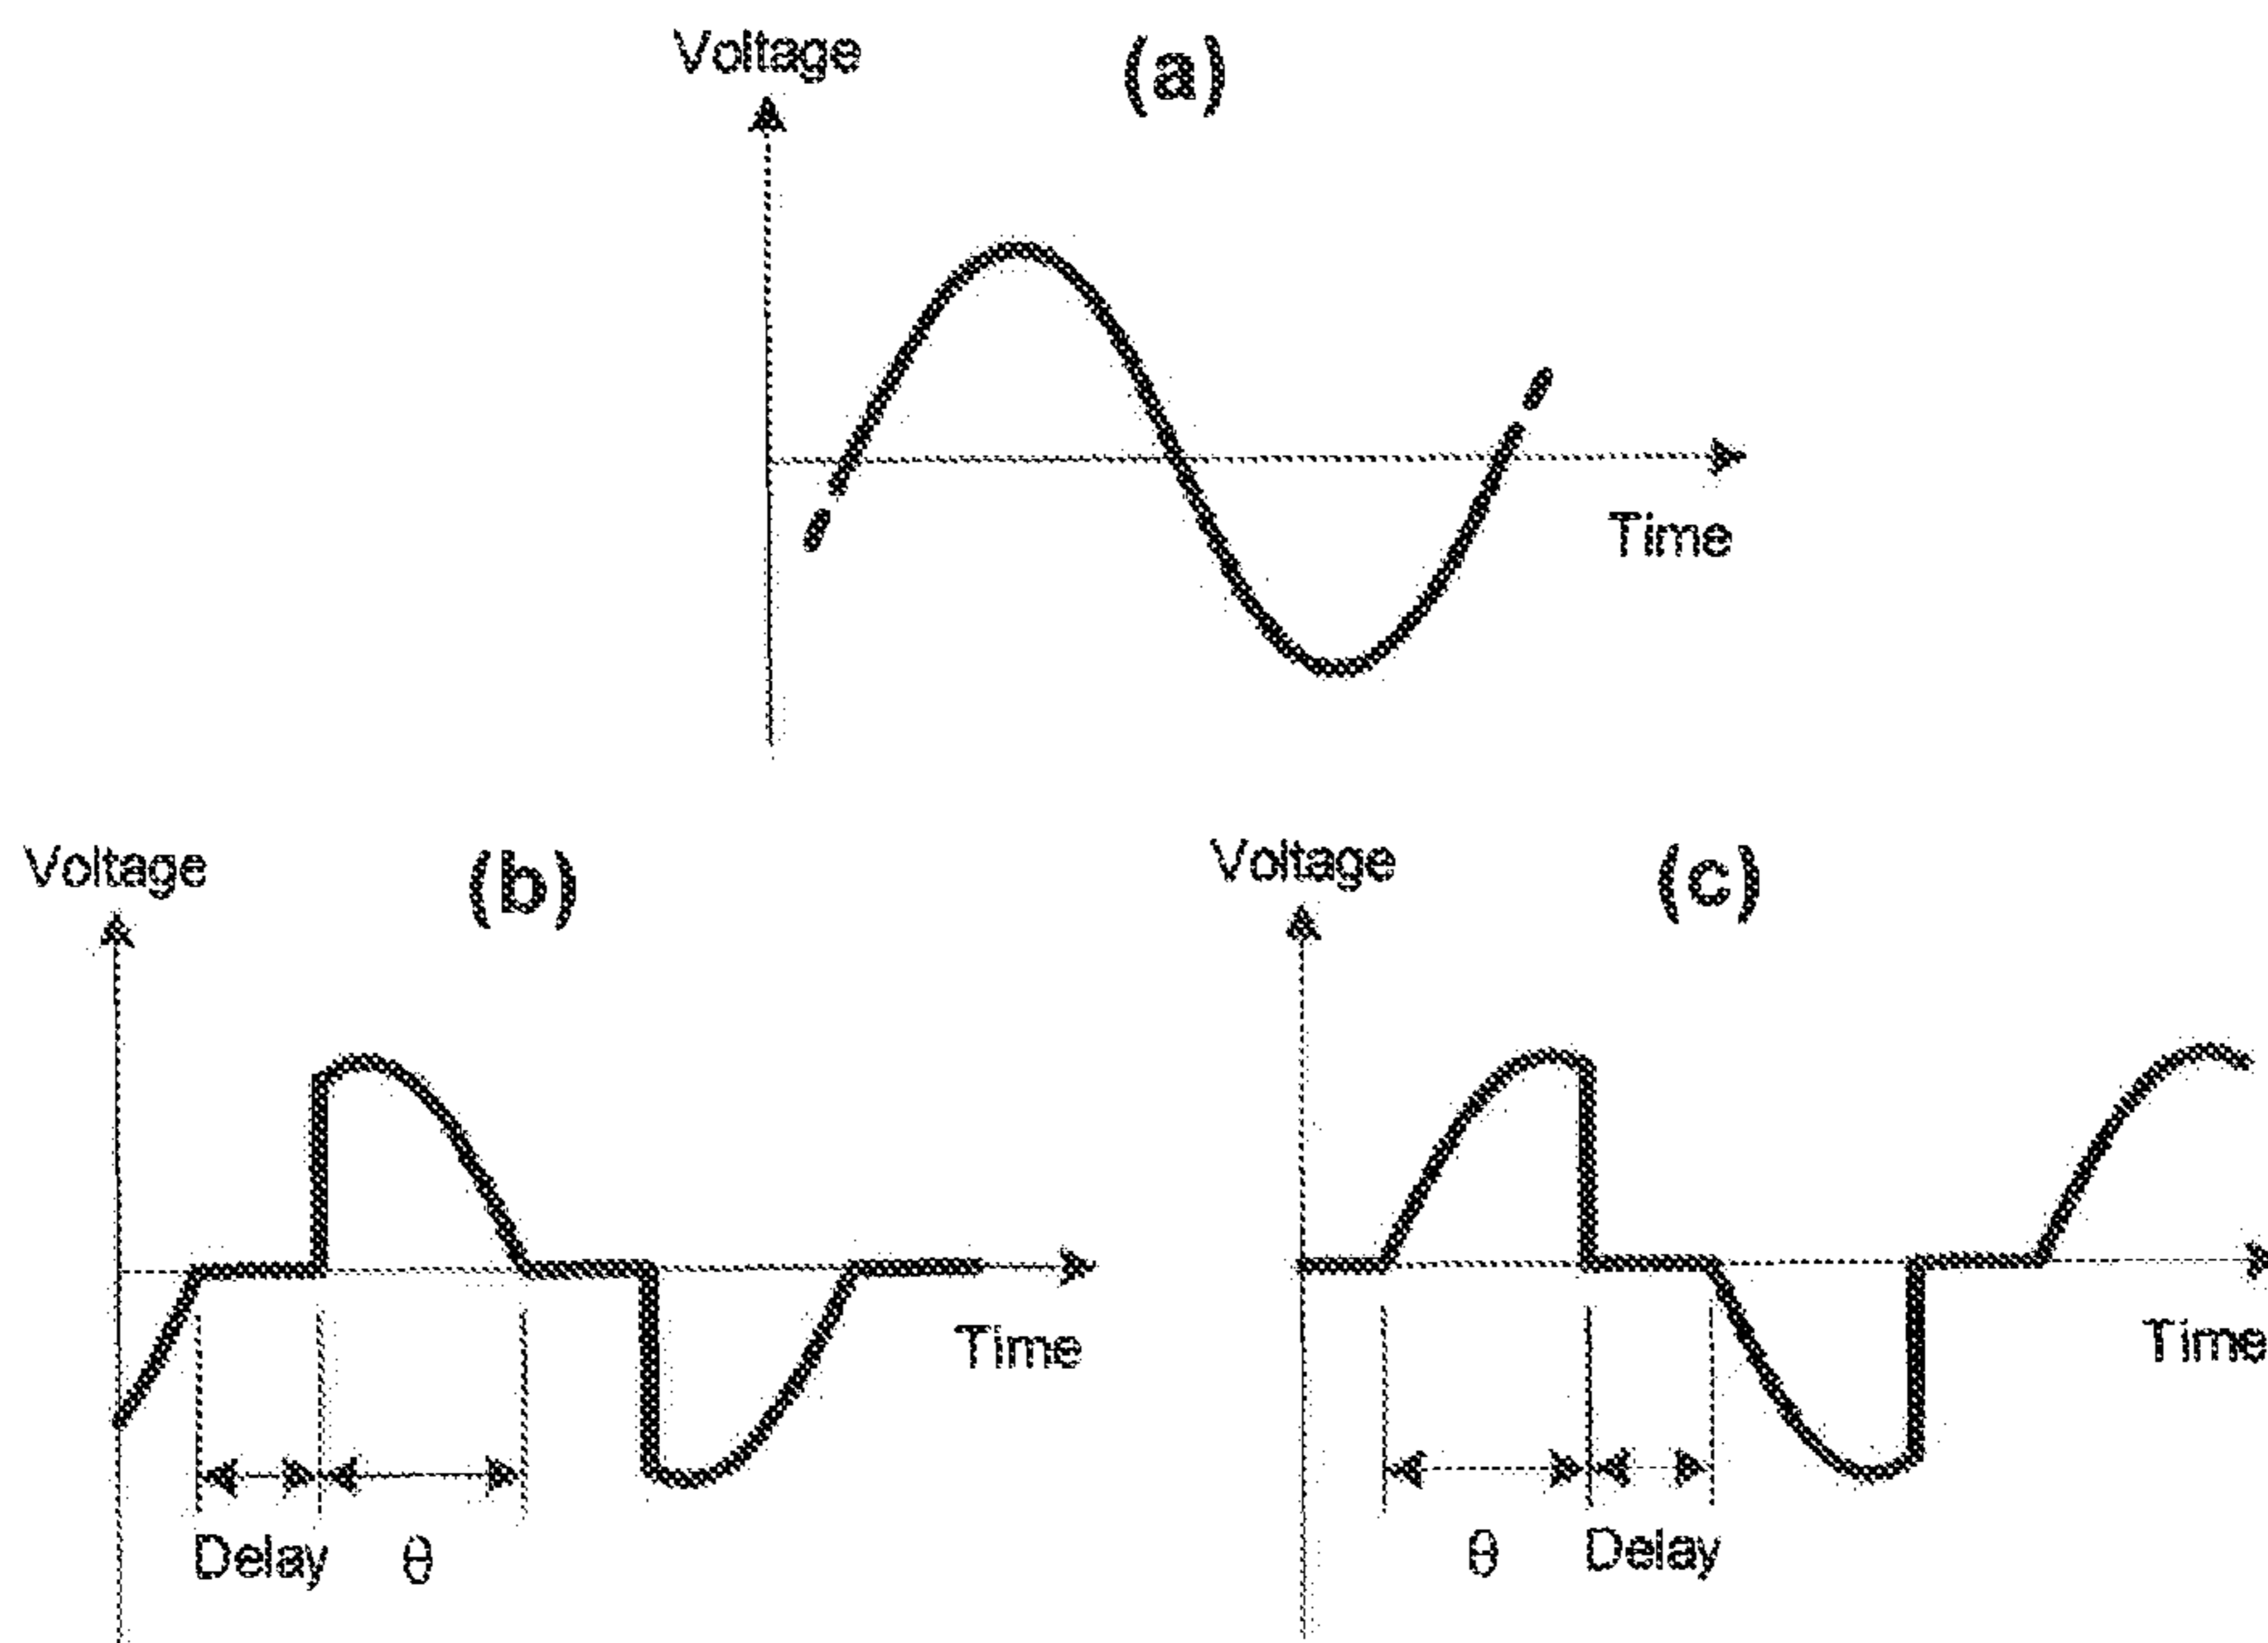 Voltage
(a)
Time
Voltage
(b)
Time
Delay
θ
Voltage
(c)
Time
θ
Delay